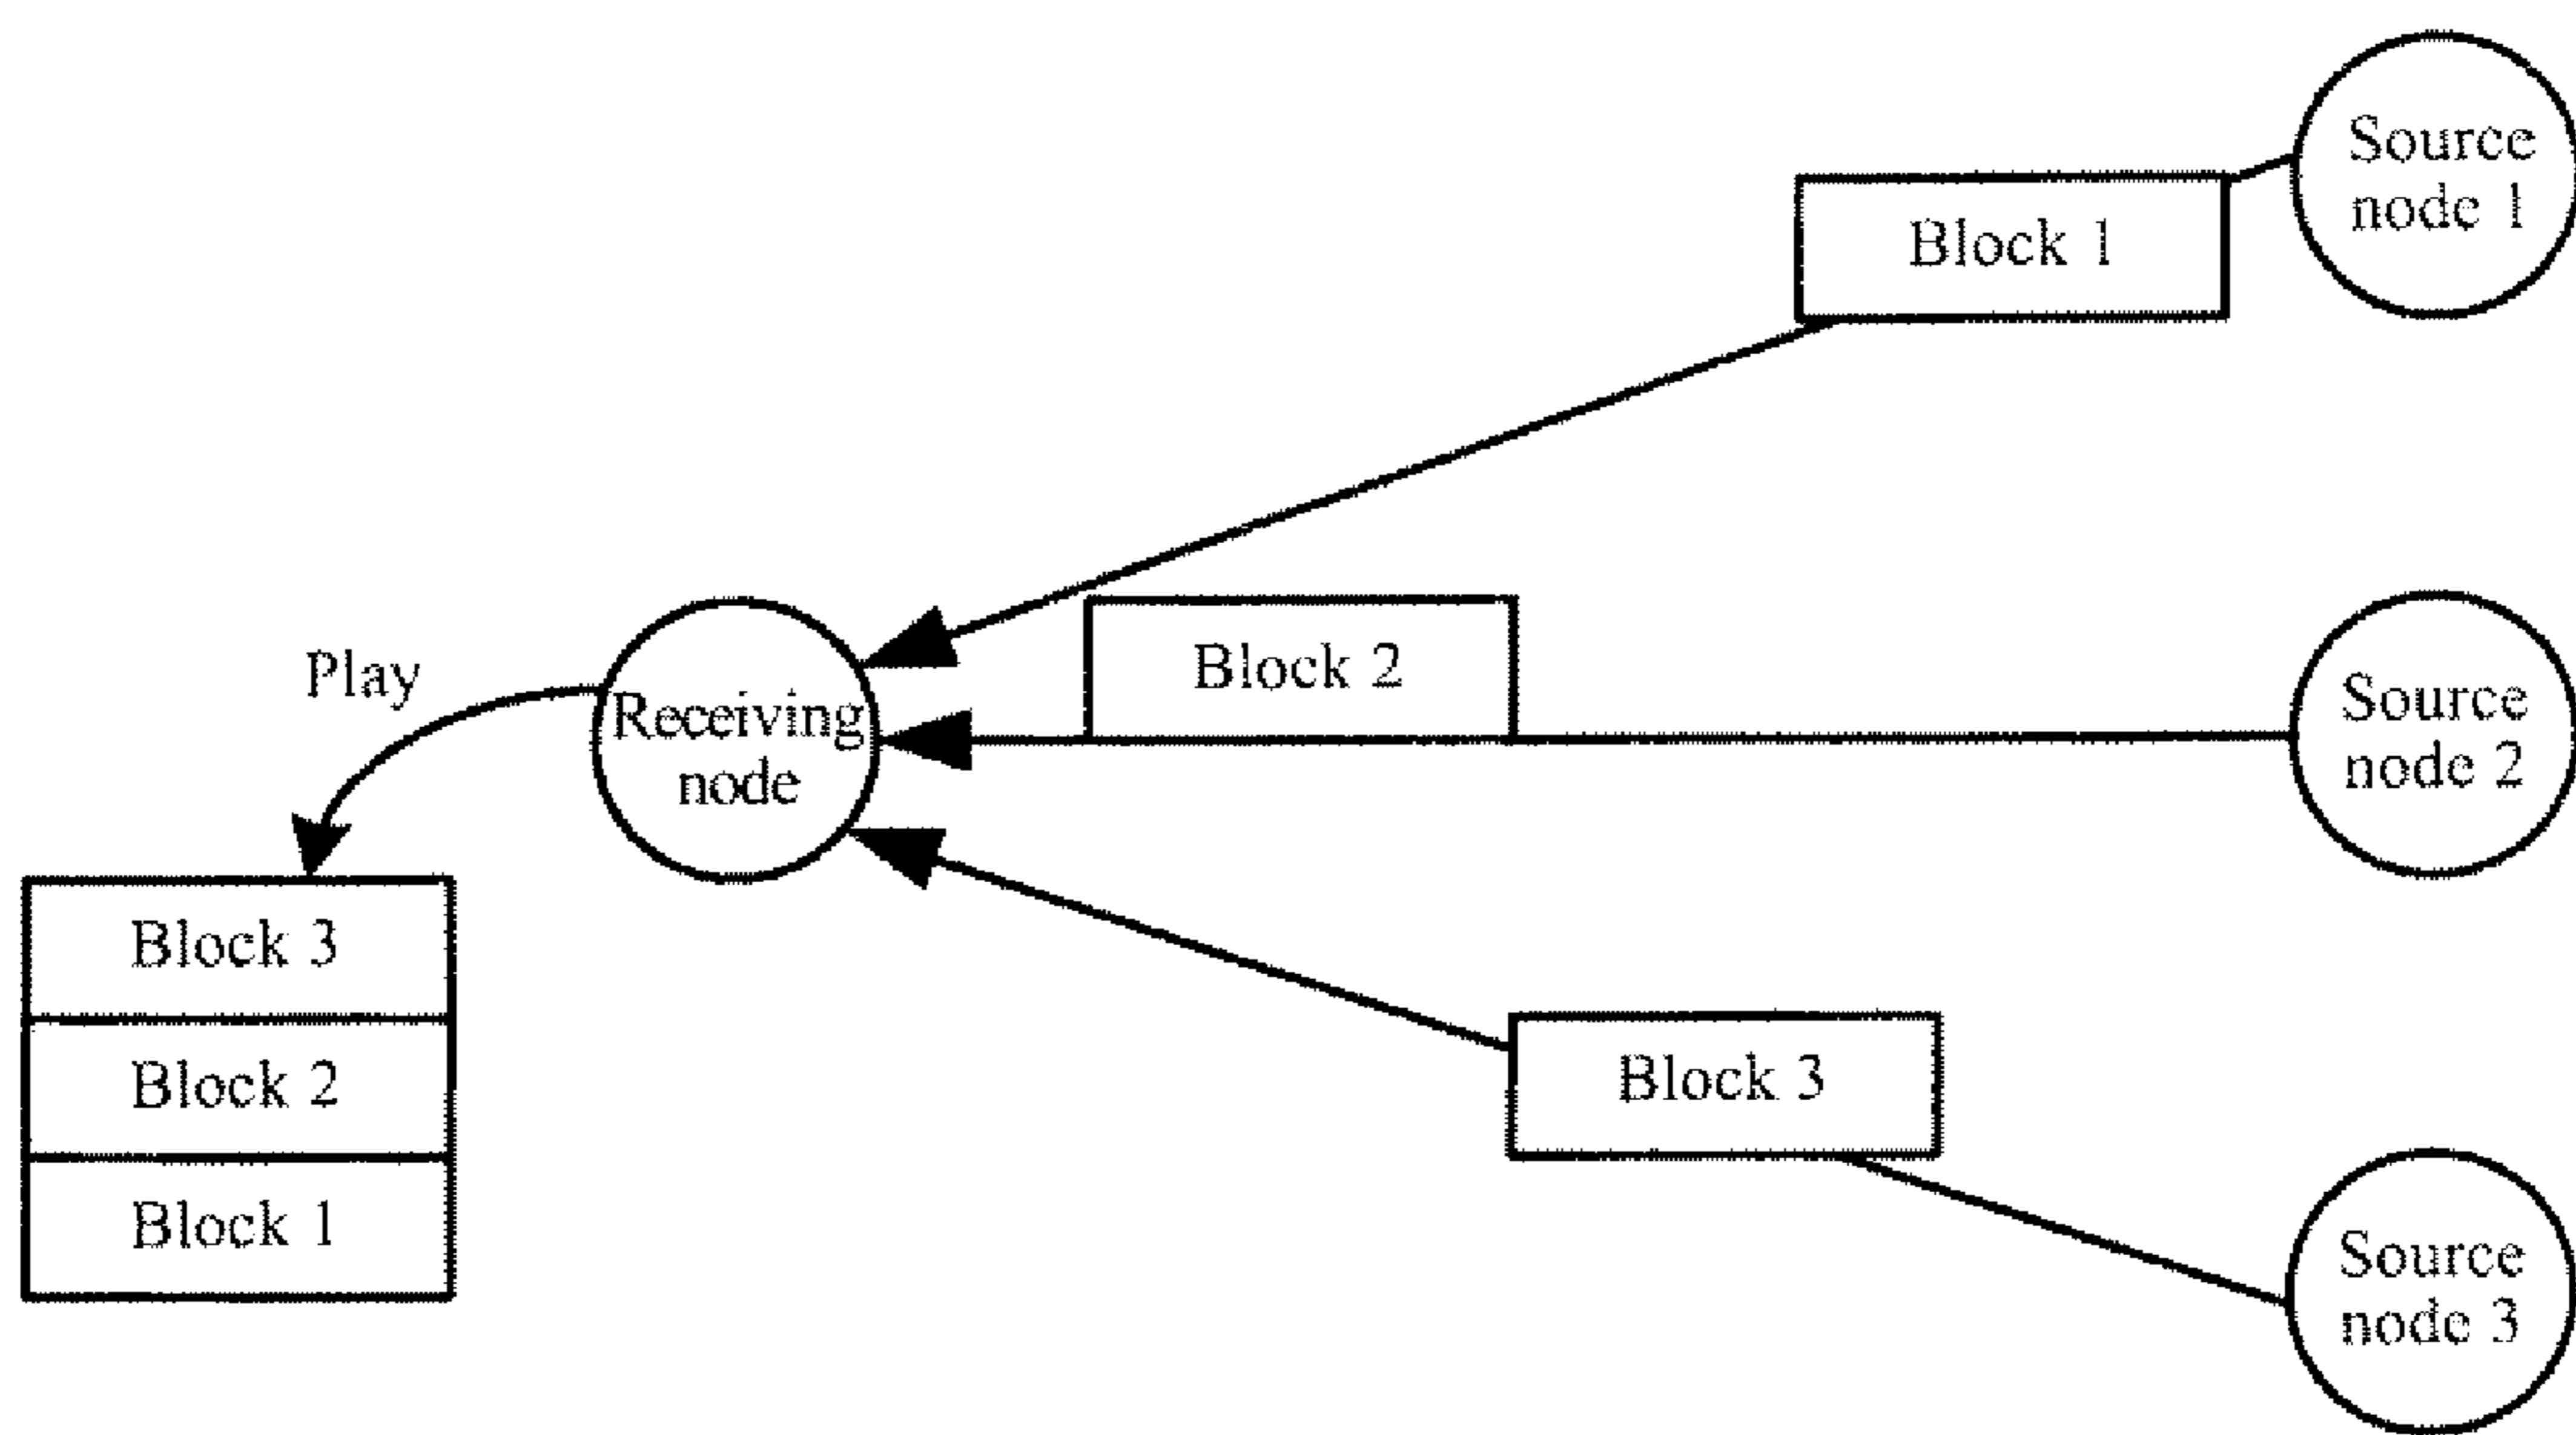 Source
node 1
Block 1
Block 2
Play
Receiving
node
Source
node 2
Block 3
Block 2
Block 1
Block 3
Source
node 3